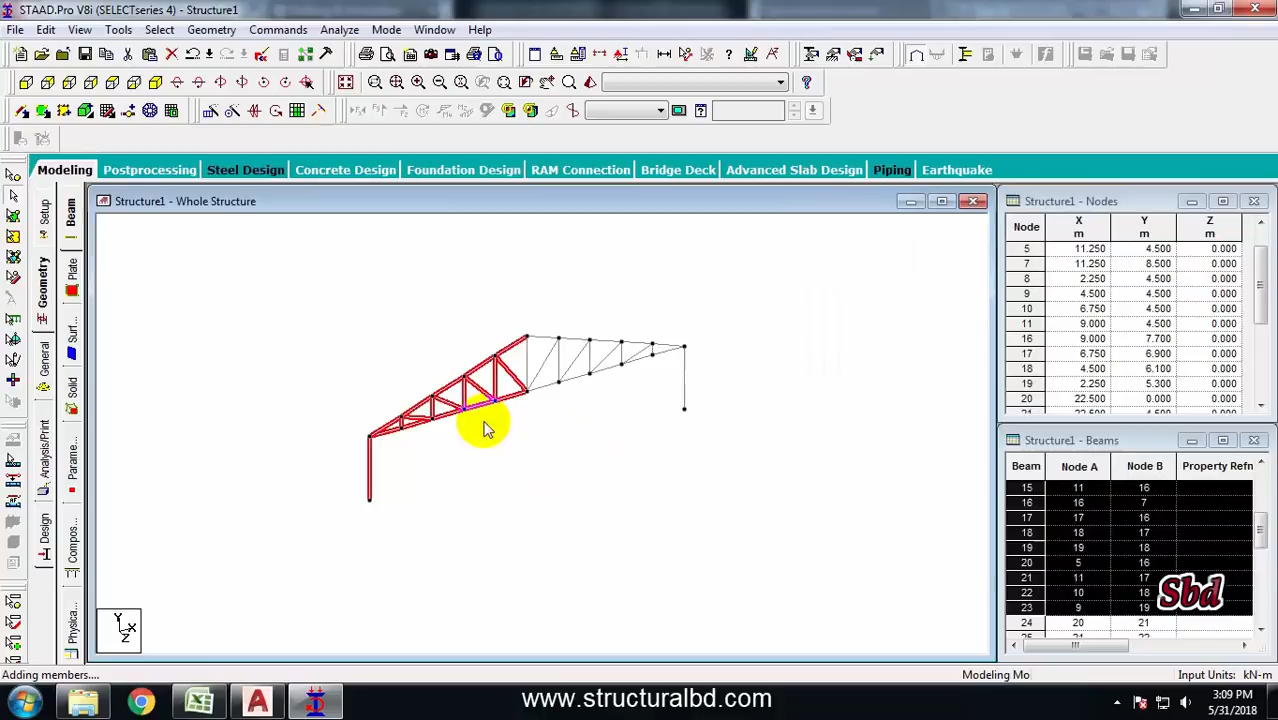 STAAD.Pro V8i (SELECTseries 4) - Structure1
File Edit View Tools Select Geometry Commands Analyze Mode Window Help
Modeling Postprocessing Steel Design Concrete Design Foundation Design RAM Connection Bridge Deck Advanced Slab Design Piping Earthquake
Setup
Geometry
General
Analysis/Print
Design
Beam
Plate
Surf...
Solid
Parame...
Compos...
Physica...
Structure1 - Whole Structure
Y
X
Z
Structure1 - Nodes
Node X m Y m Z m
5 11.250 4.500 0.000
7 11.250 8.500 0.000
8 2.250 4.500 0.000
9 4.500 4.500 0.000
10 6.750 4.500 0.000
11 9.000 4.500 0.000
16 9.000 7.700 0.000
17 6.750 6.900 0.000
18 4.500 6.100 0.000
19 2.250 5.300 0.000
20 22.500 0.000 0.000
Structure1 - Beams
Beam Node A Node B Property Refn
15 11 16
16 16 7
17 17 16
18 18 17
19 19 18
20 5 16
21 11 17
22 10 18
23 9 19
24 20 21
Sbd
Adding members....
Modeling Mo
Input Units: kN-m
www.structuralbd.com
3:09 PM
5/31/2018